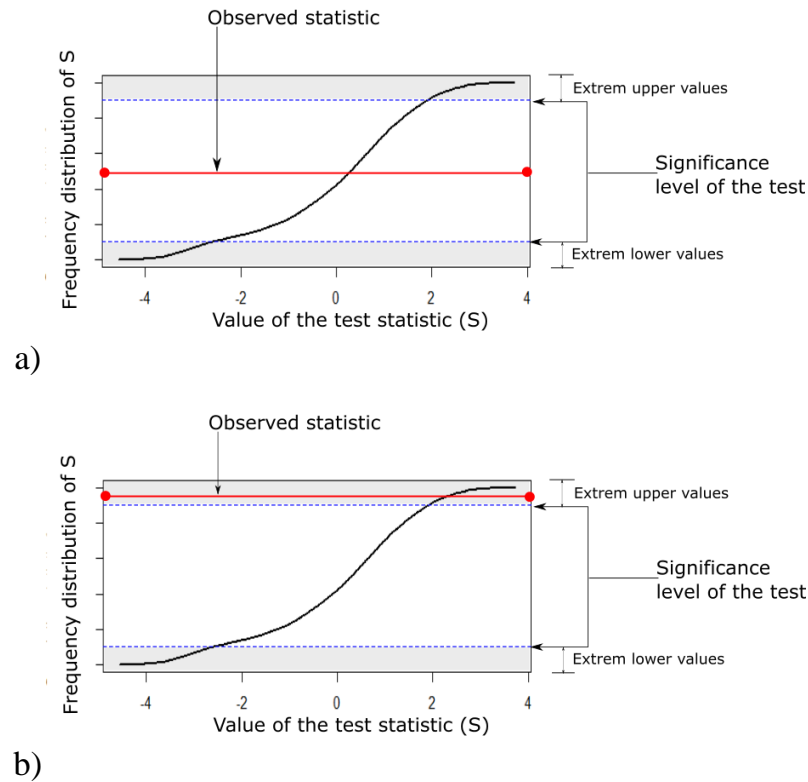 Observed statistic
Frequency distribution of S
Extrem upper values
Significance
level of the test
Extrem lower values
-4 -2 0 2 4
Value of the test statistic (S)
a)
Observed statistic
Frequency distribution of S
Extrem upper values
Significance
level of the test
Extrem lower values
-4 -2 0 2 4
Value of the test statistic (S)
b)